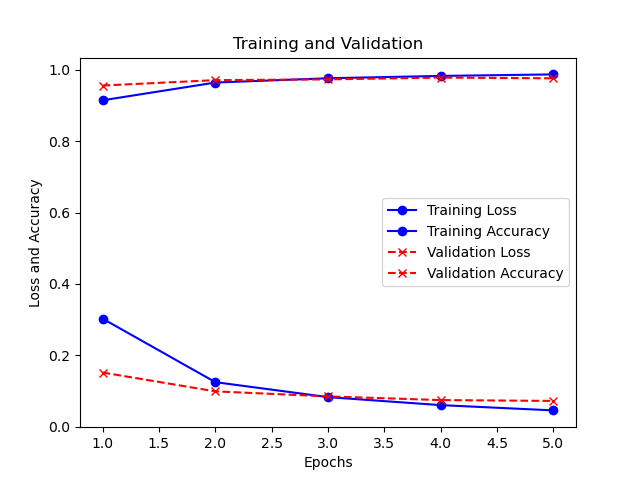 Training and Validation
1.0
0.8
0.6
0.4
0.2
0.0
Loss and Accuracy
Training Loss
Training Accuracy
Validation Loss
Validation Accuracy
1.0 1.5 2.0 2.5 3.0 3.5 4.0 4.5 5.0
Epochs